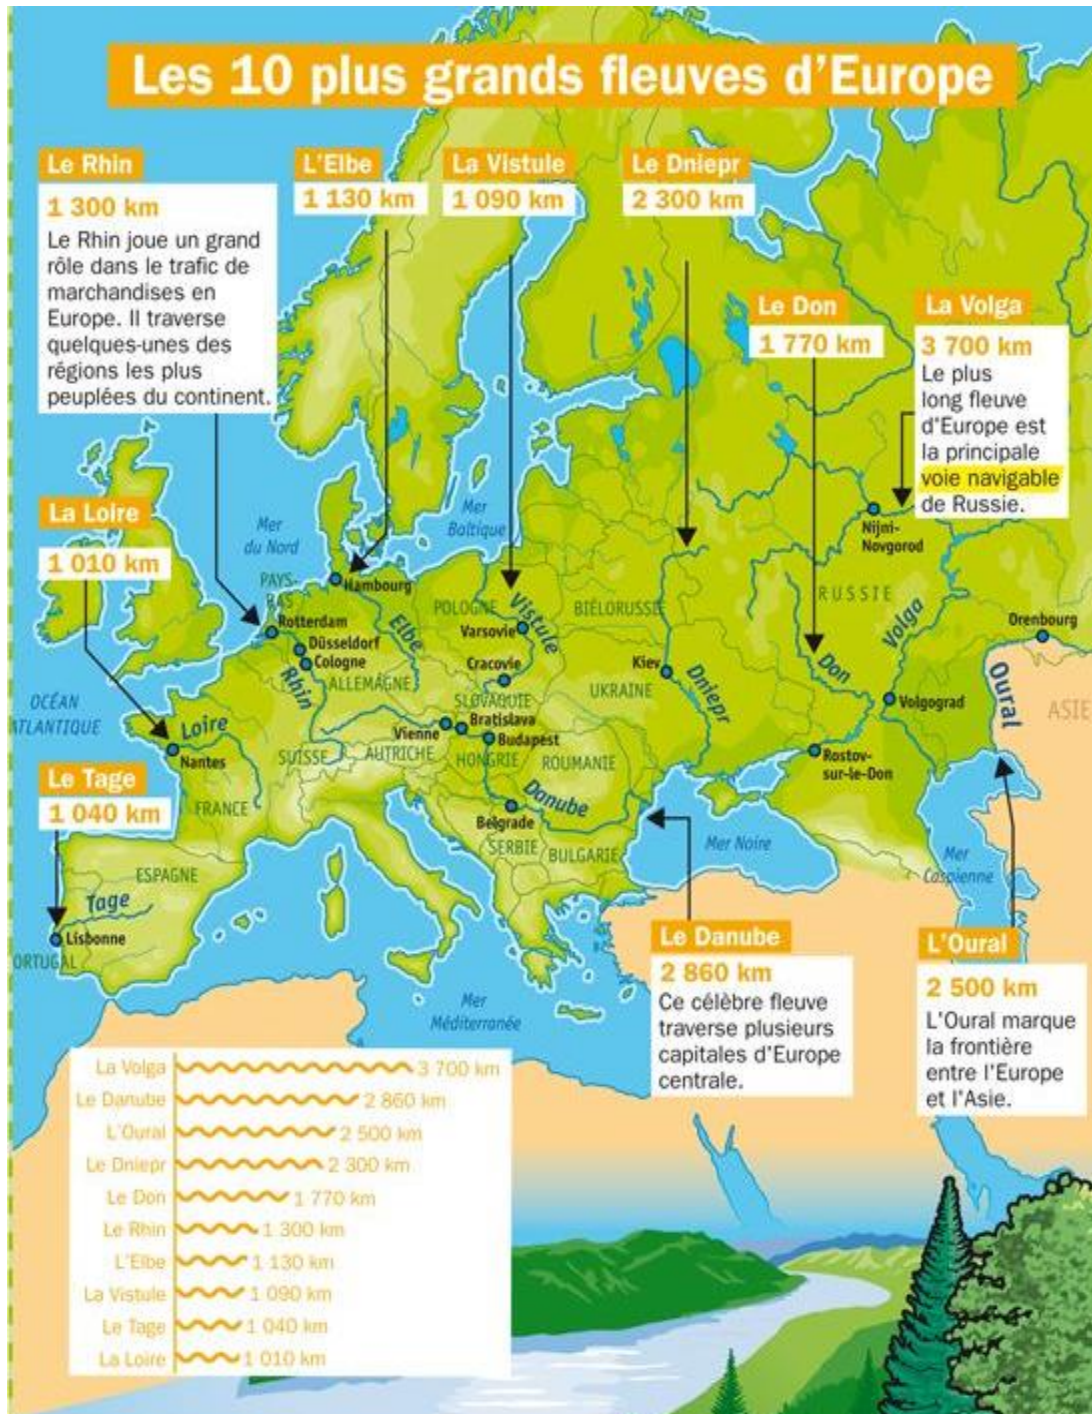 Les 10 plus grands fleuves d'Europe
Le Rhin
1 300 km
Le Rhin joue un grand
rôle dans le trafic de
marchandises en
Europe. Il traverse
quelques-unes des
régions les plus
peuplées du continent.
L'Elbe
1 130 km
La Vistule
1 090 km
Le Dniepr
2 300 km
Le Don
1 770 km
La Volga
3 700 km
Le plus
long fleuve
d'Europe est
la principale
voie navigable
de Russie.
La Loire
1 010 km
Mer
du Nord
Mer
Baltique
Nijni-
Novgorod
PAYS-
BAS
Hambourg
POLOGNE
Vistule
BIÉLORUSSIE
RUSSIE
Volga
Orenbourg
Rotterdam
Elbe
Varsovie
Düsseldorf
Cologne
Rhin
ALLEMAGNE
Cracovie
Kiev
Dniepr
Don
Oural
SLOVAQUIE
UKRAINE
Volgograd
ASIE
OCÉAN
ATLANTIQUE
Loire
Nantes
Vienne
Bratislava
Budapest
SUISSE
AUTRICHE
HONGRIE
ROUMANIE
Rostov-
sur-le-Don
Le Tage
1 040 km
FRANCE
Danube
Belgrade
SERBIE
BULGARIE
Mer Noire
Mer
Caspienne
ESPAGNE
Tage
Lisbonne
PORTUGAL
Le Danube
2 860 km
Ce célèbre fleuve
traverse plusieurs
capitales d'Europe
centrale.
L'Oural
2 500 km
L'Oural marque
la frontière
entre l'Europe
et l'Asie.
Mer
Méditerranée
La Volga 3 700 km
Le Danube 2 860 km
L'Oural 2 500 km
Le Dniepr 2 300 km
Le Don 1 770 km
Le Rhin 1 300 km
L'Elbe 1 130 km
La Vistule 1 090 km
Le Tage 1 040 km
La Loire 1 010 km